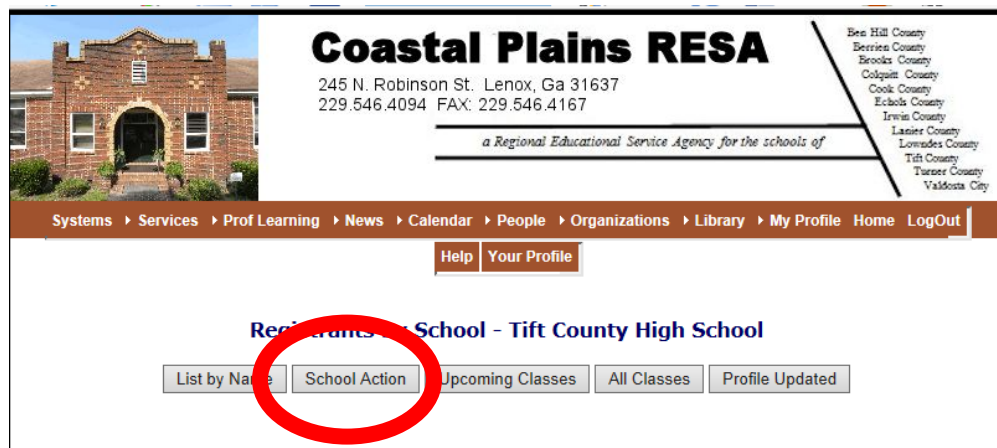 Coastal Plains RESA
245 N. Robinson St. Lenox, Ga 31637
229.546.4094 FAX: 229.546.4167
a Regional Educational Service Agency for the schools of
Ben Hill County
Berrien County
Brooks County
Colquitt County
Cook County
Echols County
Irwin County
Lanier County
Lowndes County
Tift County
Turner County
Valdosta City
Systems Services Prof Learning News Calendar People Organizations Library My Profile Home LogOut
Help Your Profile
Registrants by School - Tift County High School
List by Name School Action Upcoming Classes All Classes Profile Updated